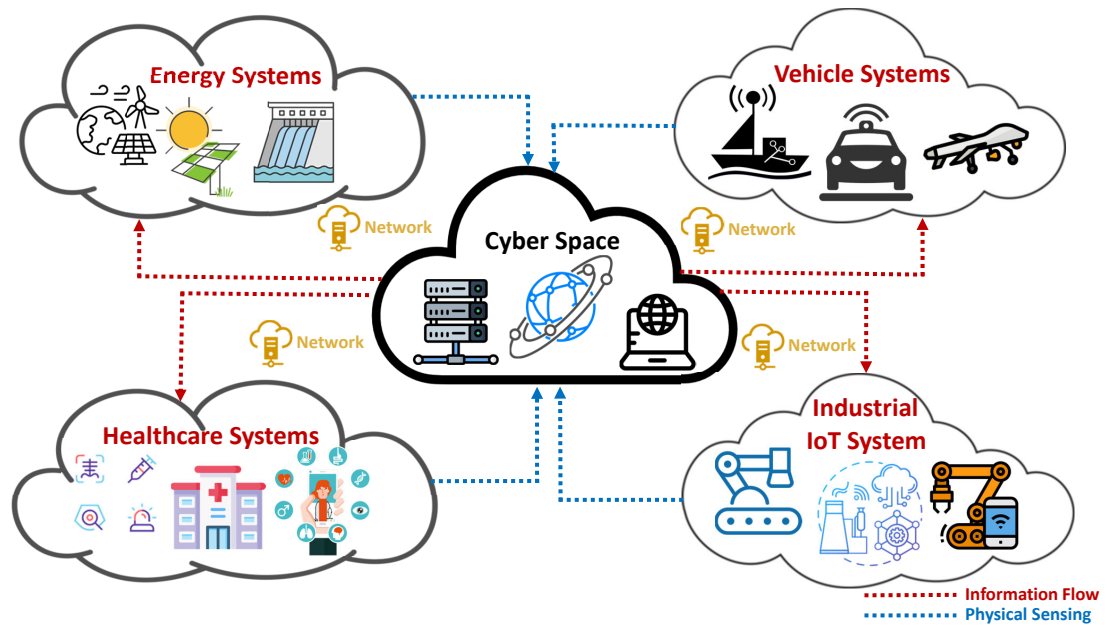 Energy Systems
Vehicle Systems
Network
Cyber Space
Network
Network
Network
Healthcare Systems
Industrial
IoT System
Information Flow
Physical Sensing